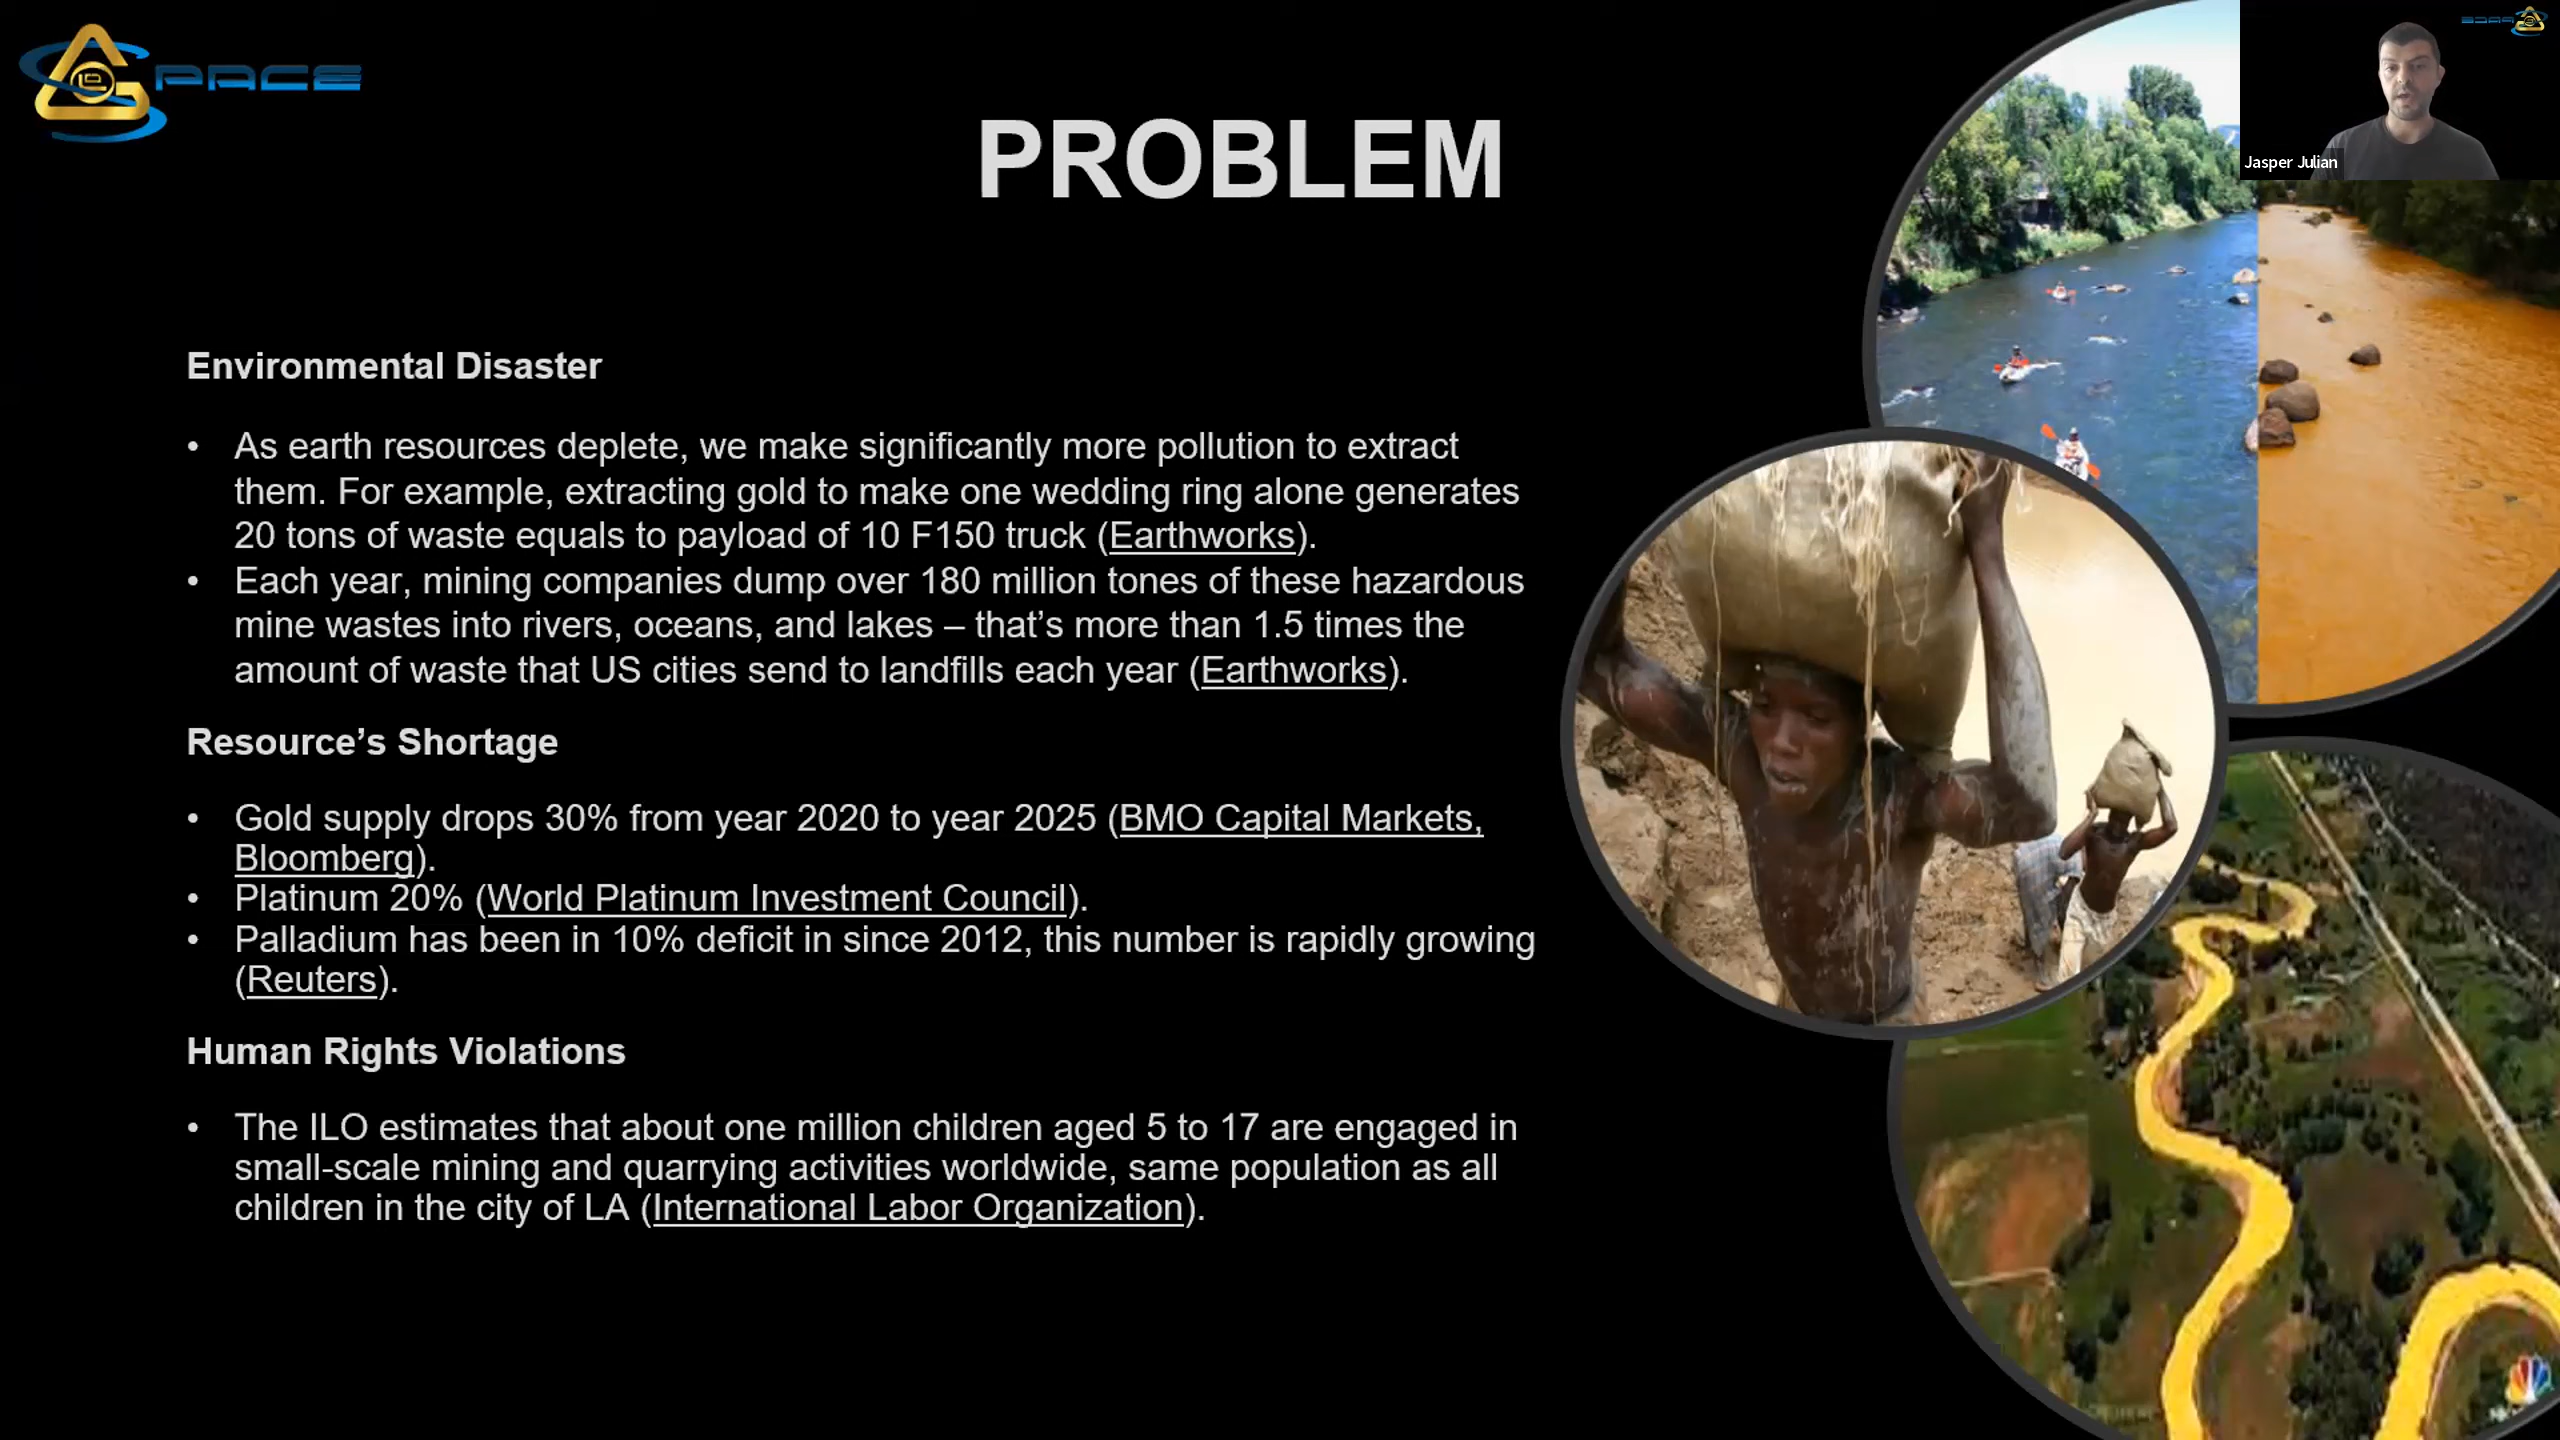 PACE
PROBLEM
Jasper Julian
Environmental Disaster
• As earth resources deplete, we make significantly more pollution to extract
them. For example, extracting gold to make one wedding ring alone generates
20 tons of waste equals to payload of 10 F150 truck (Earthworks).
• Each year, mining companies dump over 180 million tones of these hazardous
mine wastes into rivers, oceans, and lakes – that’s more than 1.5 times the
amount of waste that US cities send to landfills each year (Earthworks).
Resource’s Shortage
• Gold supply drops 30% from year 2020 to year 2025 (BMO Capital Markets,
Bloomberg).
• Platinum 20% (World Platinum Investment Council).
• Palladium has been in 10% deficit in since 2012, this number is rapidly growing
(Reuters).
Human Rights Violations
• The ILO estimates that about one million children aged 5 to 17 are engaged in
small-scale mining and quarrying activities worldwide, same population as all
children in the city of LA (International Labor Organization).